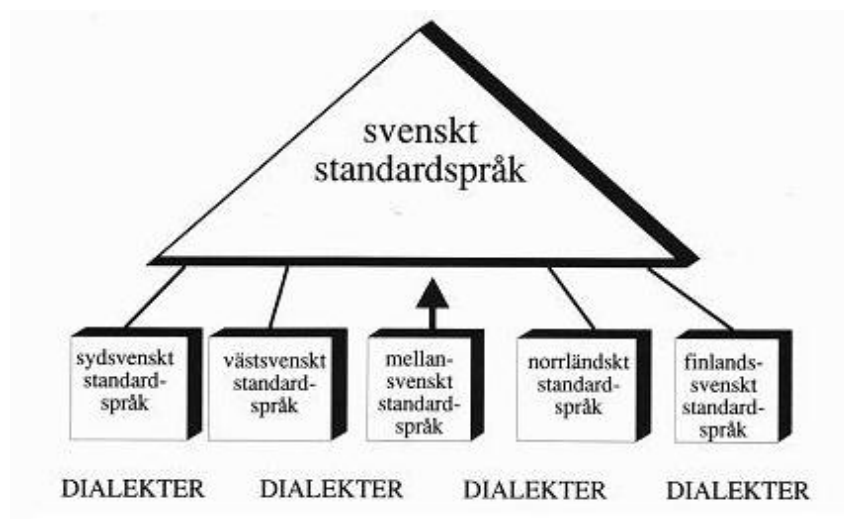 svenskt
standardspråk
sydsvenskt
standard-
språk
västsvenskt
standard-
språk
mellan-
svenskt
standard-
språk
norrländskt
standard-
språk
finlands-
svenskt
standard-
språk
DIALEKTER DIALEKTER DIALEKTER DIALEKTER